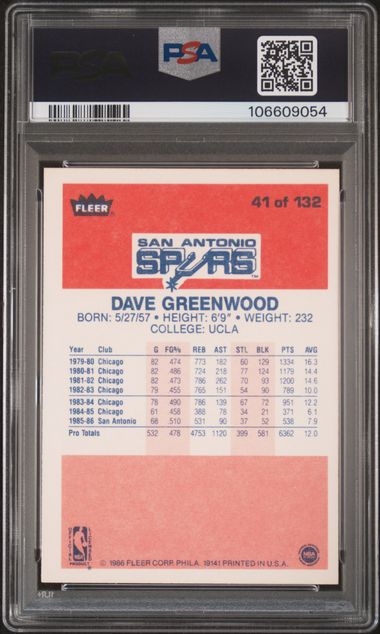 PSA
PSA
106609054
FLEER
41 of 132
SAN ANTONIO
SPURS
TM
DAVE GREENWOOD
BORN: 5/27/57 • HEIGHT: 6'9" • WEIGHT: 232
COLLEGE: UCLA
Year Club G FG% REB AST STL BLK PTS AVG
1979-80 Chicago 82 .474 773 182 60 129 1334 16.3
1980-81 Chicago 82 .486 724 218 77 124 1179 14.4
1981-82 Chicago 82 .473 786 262 70 93 1200 14.6
1982-83 Chicago 79 .455 765 151 54 90 789 10.0
1983-84 Chicago 78 .490 786 139 67 72 951 12.2
1984-85 Chicago 61 .458 388 78 34 21 371 6.1
1985-86 San Antonio 68 .510 531 90 37 52 538 7.9
Pro Totals 532 .478 4753 1120 399 581 6362 12.0
NBA
PRODUCT
© 1986 FLEER CORP. PHILA. 19141 PRINTED IN U.S.A.
NBA